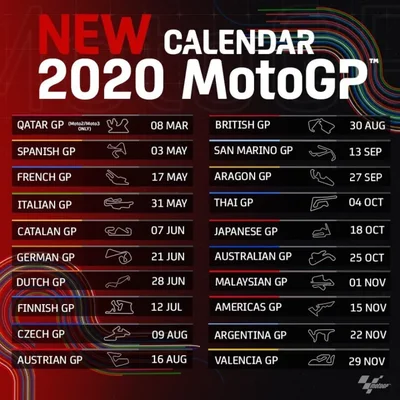 NEW CALENDAR
2020 MotoGP™
QATAR GP (Moto2/Moto3 ONLY) 08 MAR
SPANISH GP 03 MAY
FRENCH GP 17 MAY
ITALIAN GP 31 MAY
CATALAN GP 07 JUN
GERMAN GP 21 JUN
DUTCH GP 28 JUN
FINNISH GP 12 JUL
CZECH GP 09 AUG
AUSTRIAN GP 16 AUG
BRITISH GP 30 AUG
SAN MARINO GP 13 SEP
ARAGON GP 27 SEP
THAI GP 04 OCT
JAPANESE GP 18 OCT
AUSTRALIAN GP 25 OCT
MALAYSIAN GP 01 NOV
AMERICAS GP 15 NOV
ARGENTINA GP 22 NOV
VALENCIA GP 29 NOV
MotoGP